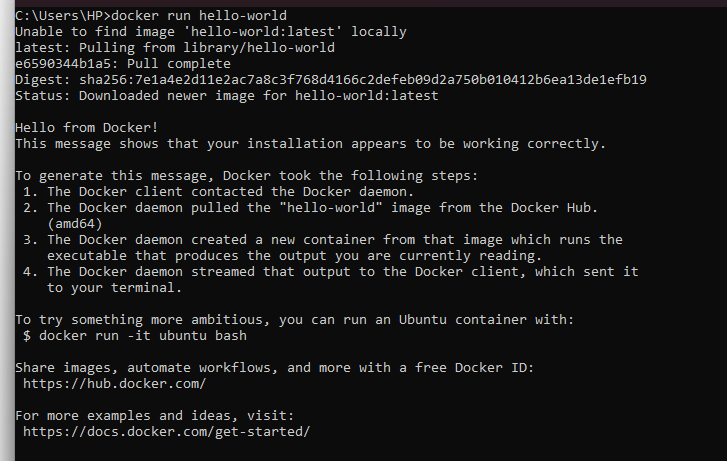 C:\Users\HP>docker run hello-world
Unable to find image 'hello-world:latest' locally
latest: Pulling from library/hello-world
e6590344b1a5: Pull complete
Digest: sha256:7e1a4e2d11e2ac7a8c3f768d4166c2defeb09d2a750b010412b6ea13de1efb19
Status: Downloaded newer image for hello-world:latest

Hello from Docker!
This message shows that your installation appears to be working correctly.

To generate this message, Docker took the following steps:
 1. The Docker client contacted the Docker daemon.
 2. The Docker daemon pulled the "hello-world" image from the Docker Hub.
    (amd64)
 3. The Docker daemon created a new container from that image which runs the
    executable that produces the output you are currently reading.
 4. The Docker daemon streamed that output to the Docker client, which sent it
    to your terminal.

To try something more ambitious, you can run an Ubuntu container with:
 $ docker run -it ubuntu bash

Share images, automate workflows, and more with a free Docker ID:
 https://hub.docker.com/

For more examples and ideas, visit:
 https://docs.docker.com/get-started/